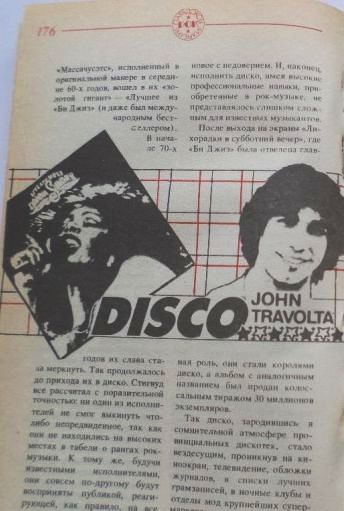 176
РОК
«Массачусэтс», исполненный в
оригинальной манере в середи-
не 60-х годов, вошел в их «зо-
лотой гигант» — «Лучшее из
«Би Джиз» (и даже был между-
народным бест-
селлером).
В нача-
ле 70-х
новое с недоверием. И, наконец,
исполнить диско, имея высокие
профессиональные навыки, при-
обретенные в рок-музыке, не
представлялось слишком слож-
ным для известных музыкантов.
После выхода на экраны «Ли-
хорадки в субботний вечер», где
«Би Джиз» была отведена глав-
DISCO
JOHN
TRAVOLTA
годов их слава ста-
ла меркнуть. Так продолжалось
до прихода их в диско. Стигвуд
все рассчитал с поразительной
точностью: ни один из исполни-
телей не смог выкинуть что-
либо непредвиденное, так как
они не находились на высоких
местах в табели о рангах рок-
музыки. К тому же, будучи
известными исполнителями,
они совсем по-другому будут
восприняты публикой, реаги-
рующей, как правило, на все
ная роль, они стали королями
диско, а альбом с аналогичным
названием был продан колос-
сальным тиражом 30 миллионов
экземпляров.
Так диско, зародившись в
сомнительной атмосфере про-
винциальных дискотек, стало
вездесущим, проникнув на ки-
ноэкран, телевидение, обложки
журналов, в списки лучших
грамзаписей, в ночные клубы и
отделы мод крупнейших супер-